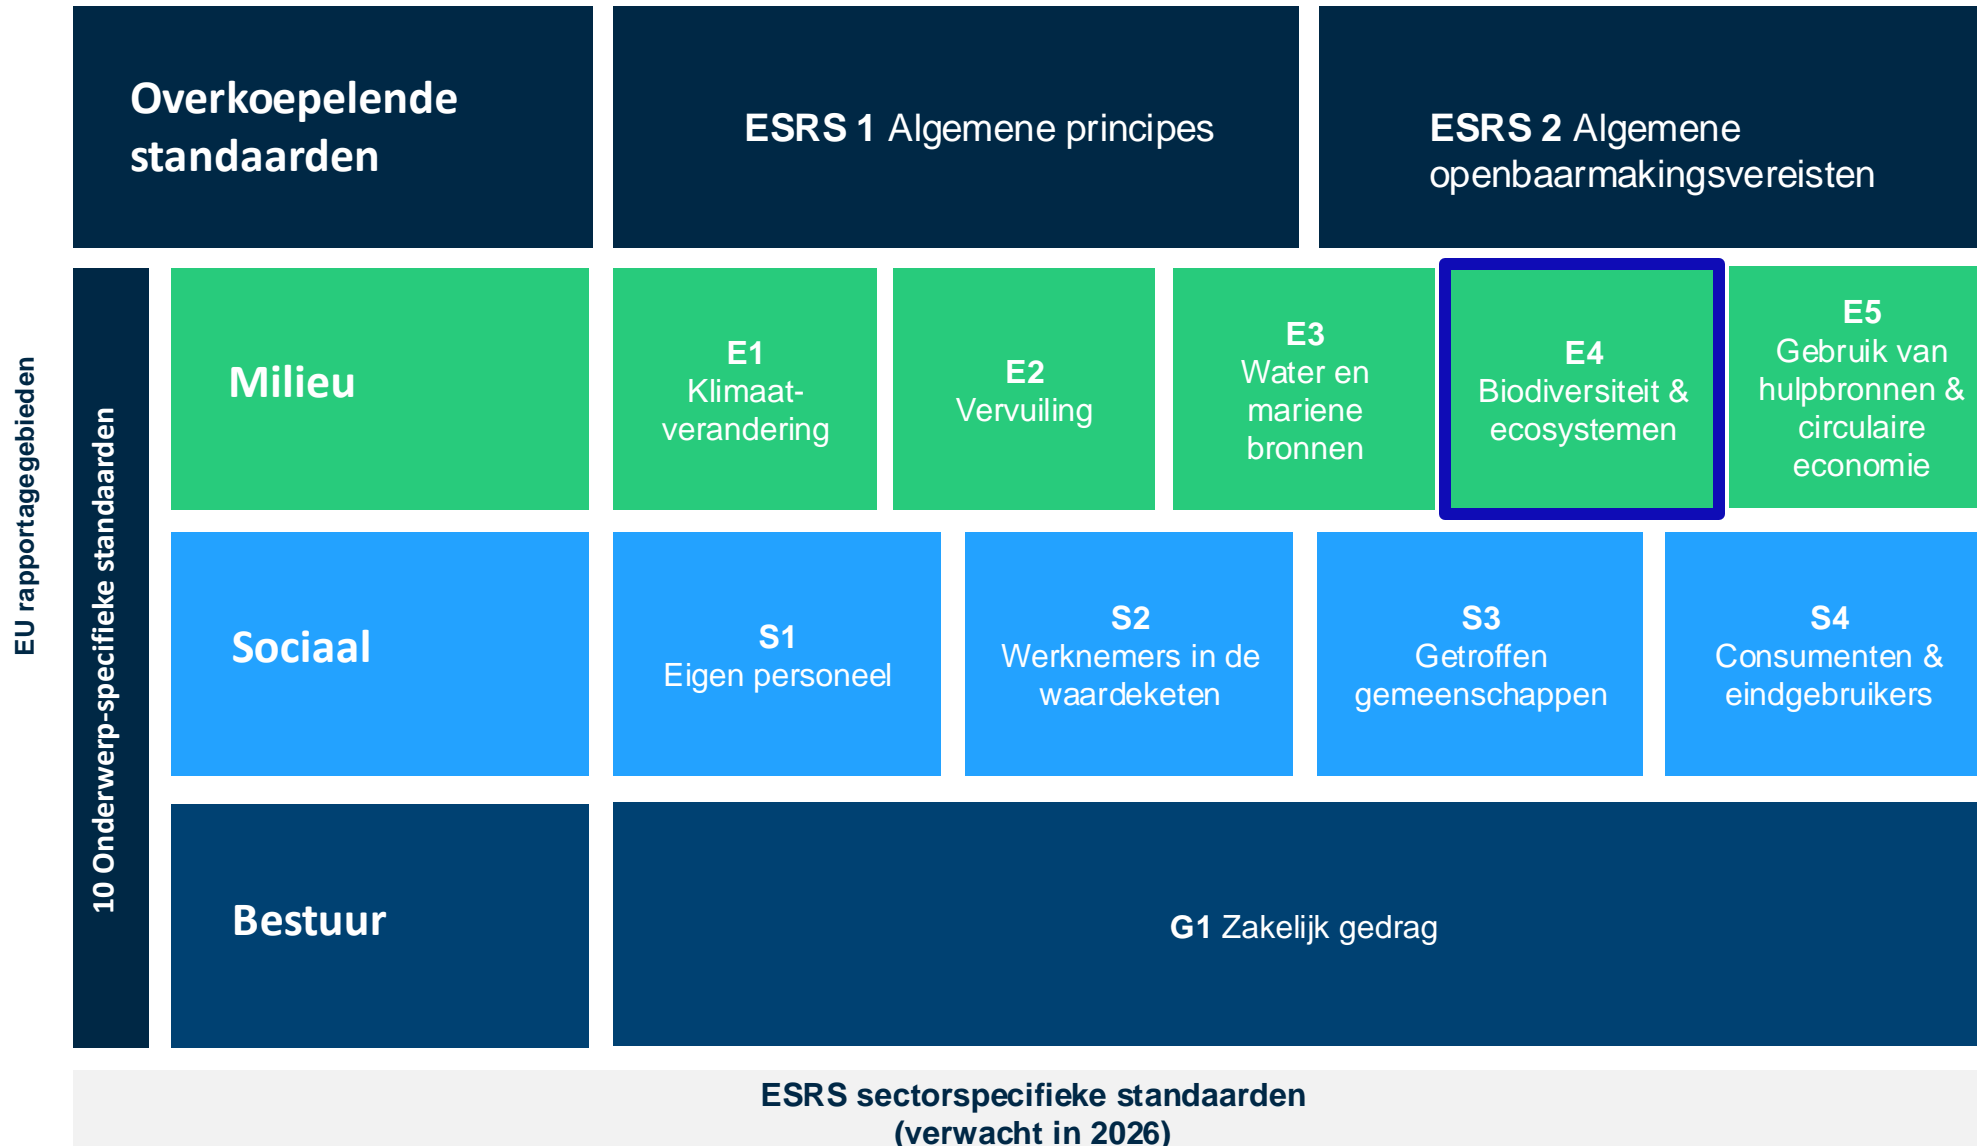 Overkoepelende
standaarden
ESRS 1 Algemene principes
ESRS 2 Algemene
openbaarmakingsvereisten
EU rapportagegebieden
10 Onderwerp-specifieke standaarden
Milieu
E1
Klimaat-
verandering
E2
Vervuiling
E3
Water en
mariene
bronnen
E4
Biodiversiteit &
ecosystemen
E5
Gebruik van
hulpbronnen &
circulaire
economie
Sociaal
S1
Eigen personeel
S2
Werknemers in de
waardeketen
S3
Getroffen
gemeenschappen
S4
Consumenten &
eindgebruikers
Bestuur
G1 Zakelijk gedrag
ESRS sectorspecifieke standaarden
(verwacht in 2026)